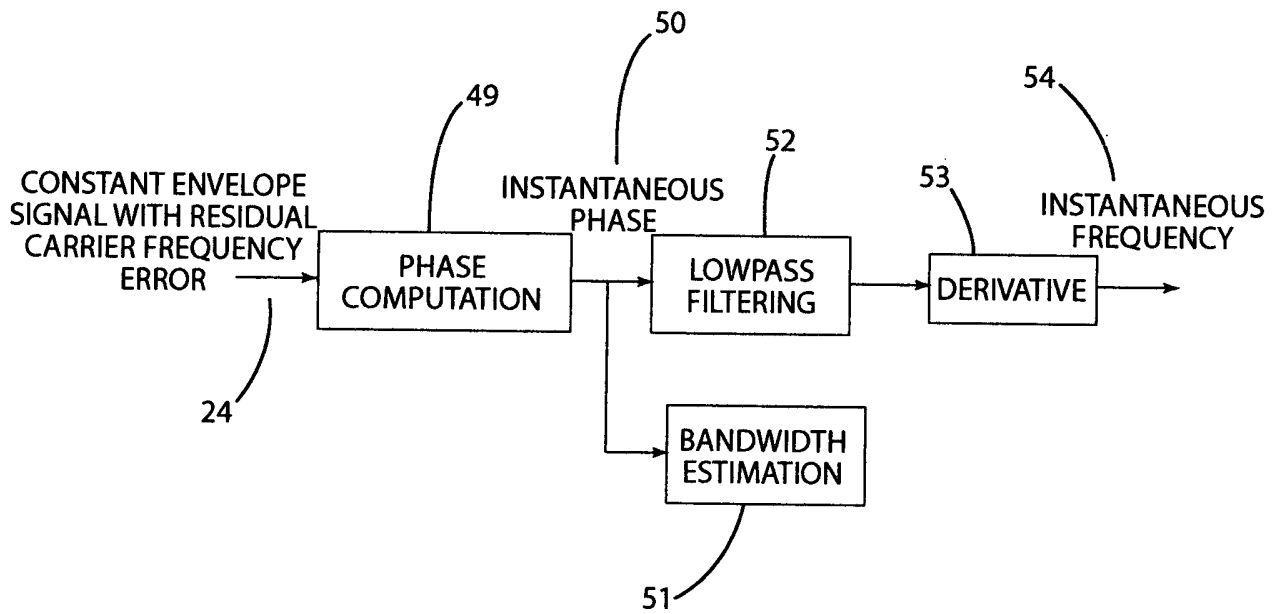 50
54
49
52
53
CONSTANT ENVELOPE
SIGNAL WITH RESIDUAL
CARRIER FREQUENCY
ERROR
INSTANTANEOUS
PHASE
INSTANTANEOUS
FREQUENCY
PHASE
COMPUTATION
LOWPASS
FILTERING
DERIVATIVE
24
BANDWIDTH
ESTIMATION
51